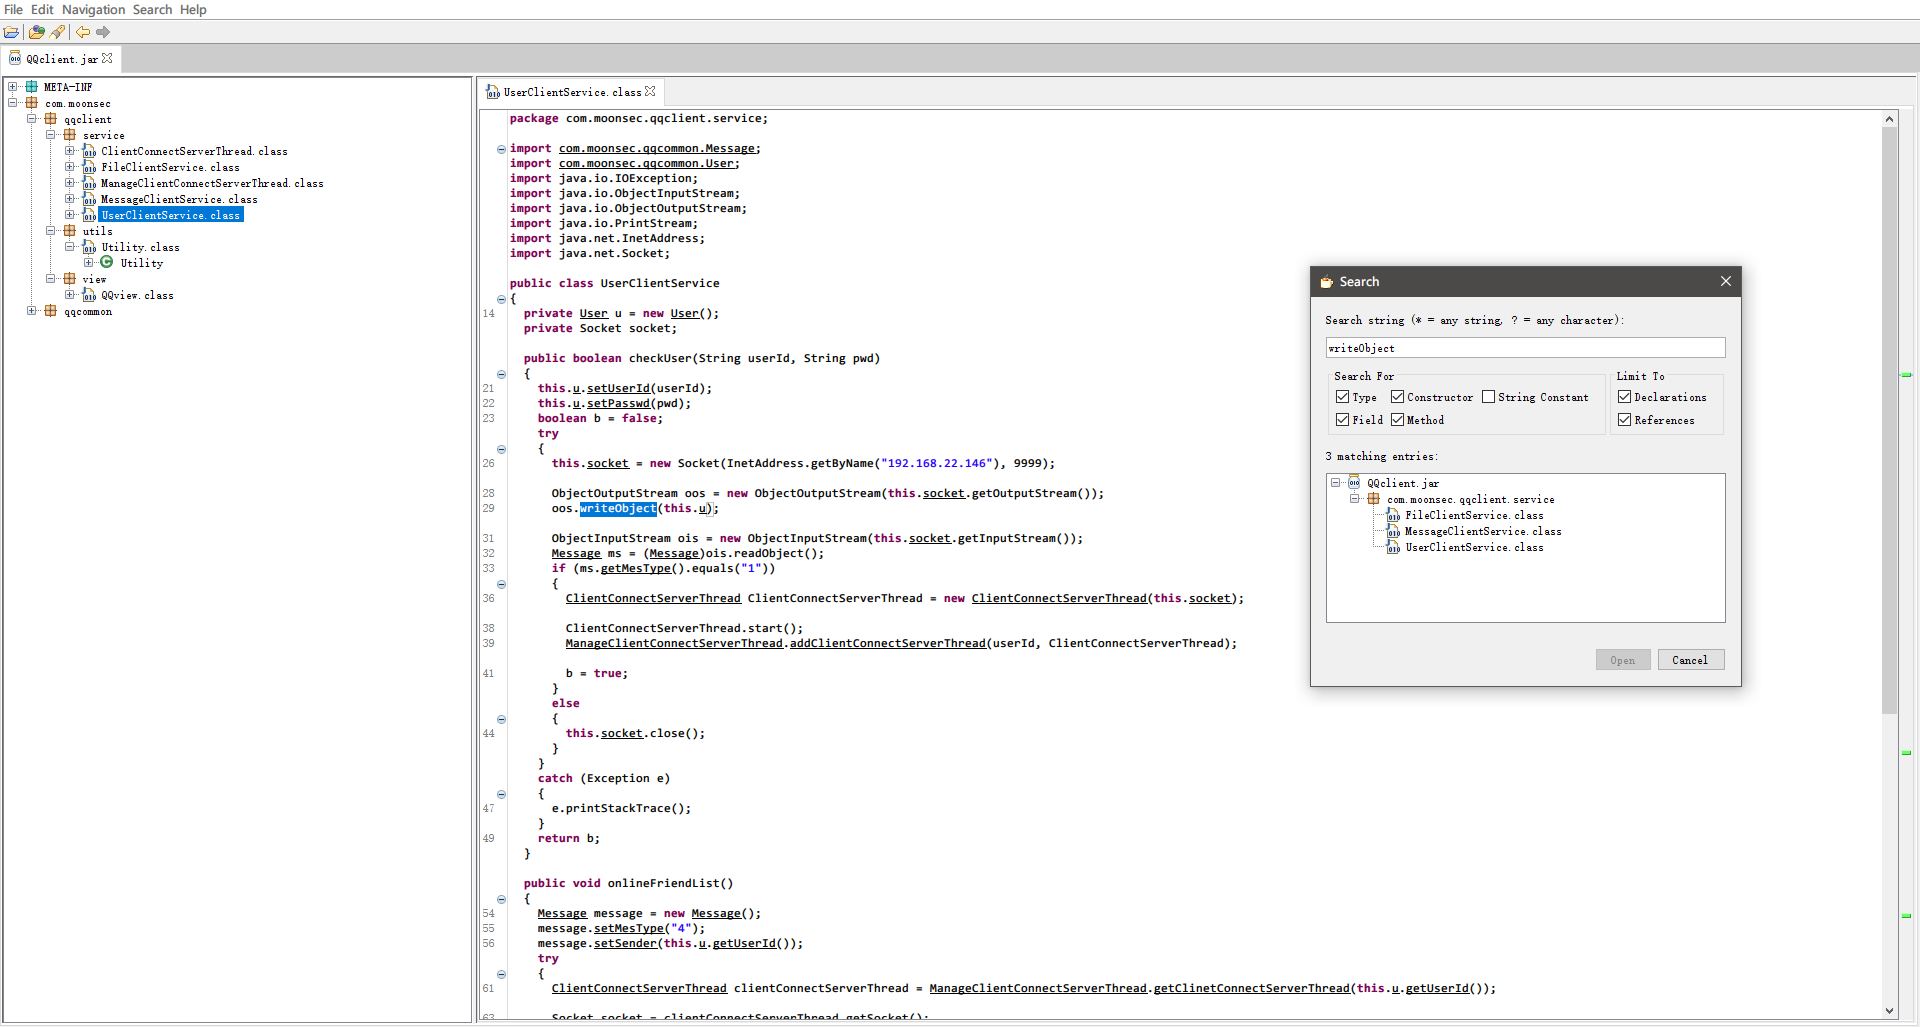 File Edit Navigation Search Help
QQclient.jar
META-INF
com.moonsec
qqclient
service
ClientConnectServerThread.class
FileClientService.class
ManageClientConnectServerThread.class
MessageClientService.class
UserClientService.class
utils
Utility.class
Utility
view
QQview.class
qqcommon
UserClientService.class
package com.moonsec.qqclient.service;
import com.moonsec.qqcommon.Message;
import com.moonsec.qqcommon.User;
import java.io.IOException;
import java.io.ObjectInputStream;
import java.io.ObjectOutputStream;
import java.io.PrintStream;
import java.net.InetAddress;
import java.net.Socket;
public class UserClientService
{
14 private User u = new User();
private Socket socket;
public boolean checkUser(String userId, String pwd)
{
21 this.u.setUserId(userId);
22 this.u.setPasswd(pwd);
23 boolean b = false;
try
{
26 this.socket = new Socket(InetAddress.getByName("192.168.22.146"), 9999);
28 ObjectOutputStream oos = new ObjectOutputStream(this.socket.getOutputStream());
29 oos.writeObject(this.u);
31 ObjectInputStream ois = new ObjectInputStream(this.socket.getInputStream());
32 Message ms = (Message)ois.readObject();
33 if (ms.getMesType().equals("1"))
{
36 ClientConnectServerThread ClientConnectServerThread = new ClientConnectServerThread(this.socket);
38 ClientConnectServerThread.start();
39 ManageClientConnectServerThread.addClientConnectServerThread(userId, ClientConnectServerThread);
41 b = true;
}
else
{
44 this.socket.close();
}
}
catch (Exception e)
{
47 e.printStackTrace();
}
49 return b;
}
public void onlineFriendList()
{
54 Message message = new Message();
55 message.setMesType("4");
56 message.setSender(this.u.getUserId());
try
{
61 ClientConnectServerThread clientConnectServerThread = ManageClientConnectServerThread.getClinetConnectServerThread(this.u.getUserId());
63 Socket socket = clientConnectServerThread.getSocket();
Search
Search string (* = any string, ? = any character):
writeObject
Search For
Type Constructor String Constant
Field Method
Limit To
Declarations
References
3 matching entries:
QQclient.jar
com.moonsec.qqclient.service
FileClientService.class
MessageClientService.class
UserClientService.class
Open Cancel